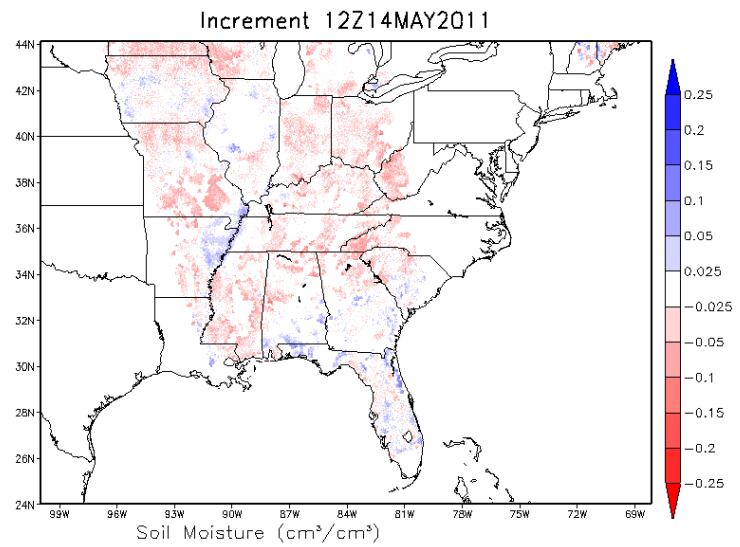 Increment 12Z14MAY2011
44N
42N
40N
38N
36N
34N
32N
30N
28N
26N
24N
99W 96W 93W 90W 87W 84W 81W 78W 75W 72W 69W
Soil Moisture (cm³/cm³)
0.25
0.2
0.15
0.1
0.05
0.025
−0.025
−0.05
−0.1
−0.15
−0.2
−0.25